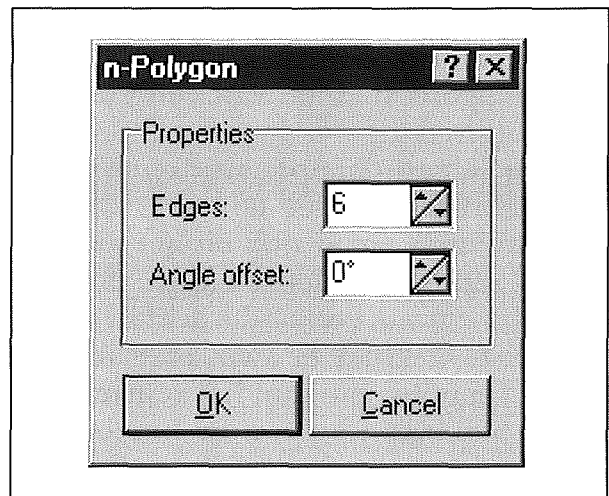 n-Polygon
Properties
Edges: 6
Angle offset: 0°
OK Cancel